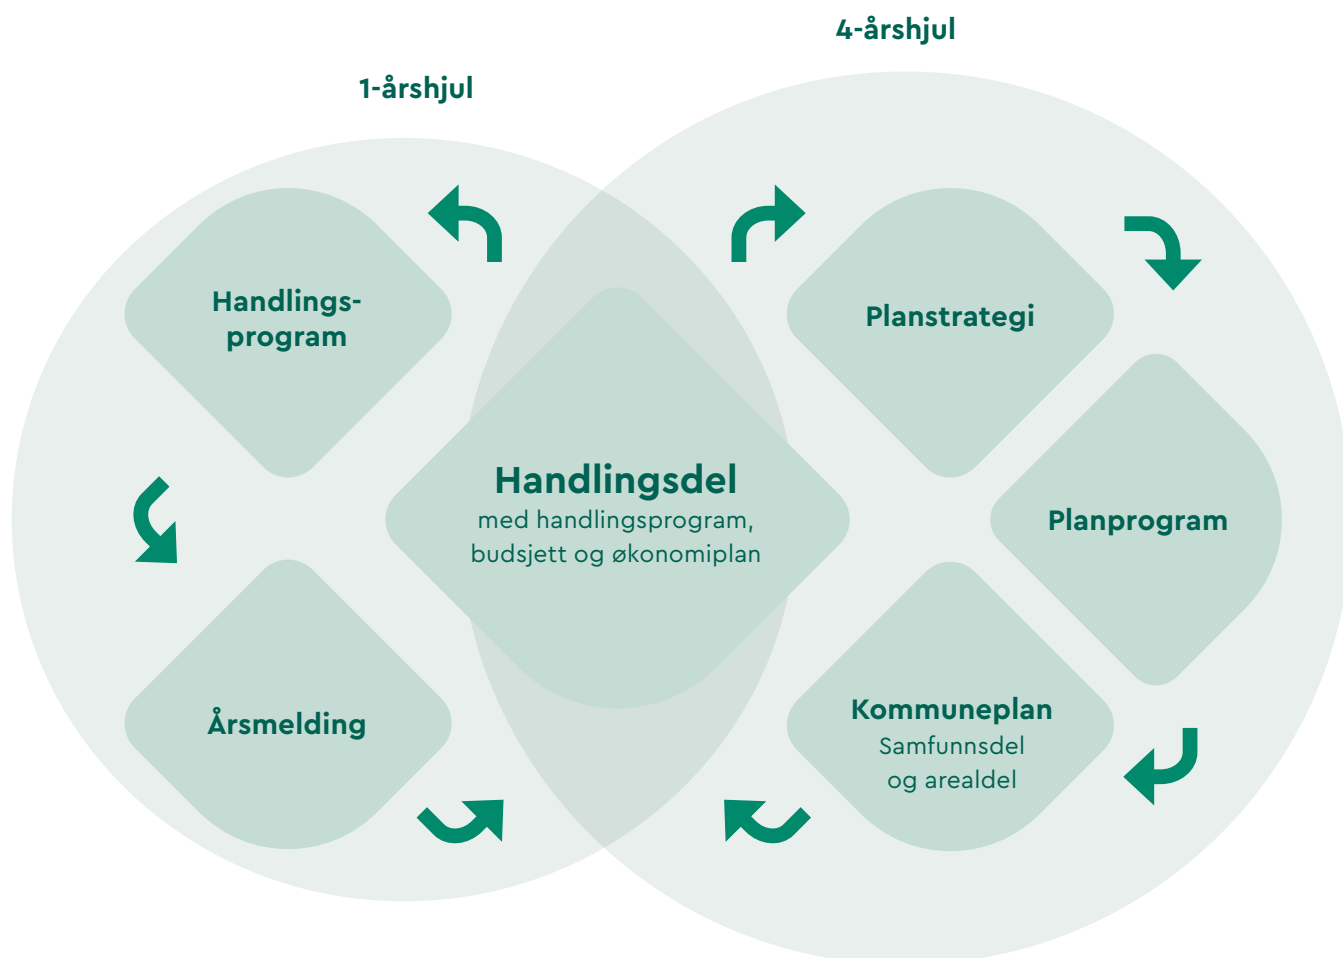 4-årshjul
1-årshjul
Handlings-
program
Planstrategi
Handlingsdel
med handlingsprogram,
budsjett og økonomiplan
Planprogram
Årsmelding
Kommuneplan
Samfunnsdel
og arealdel